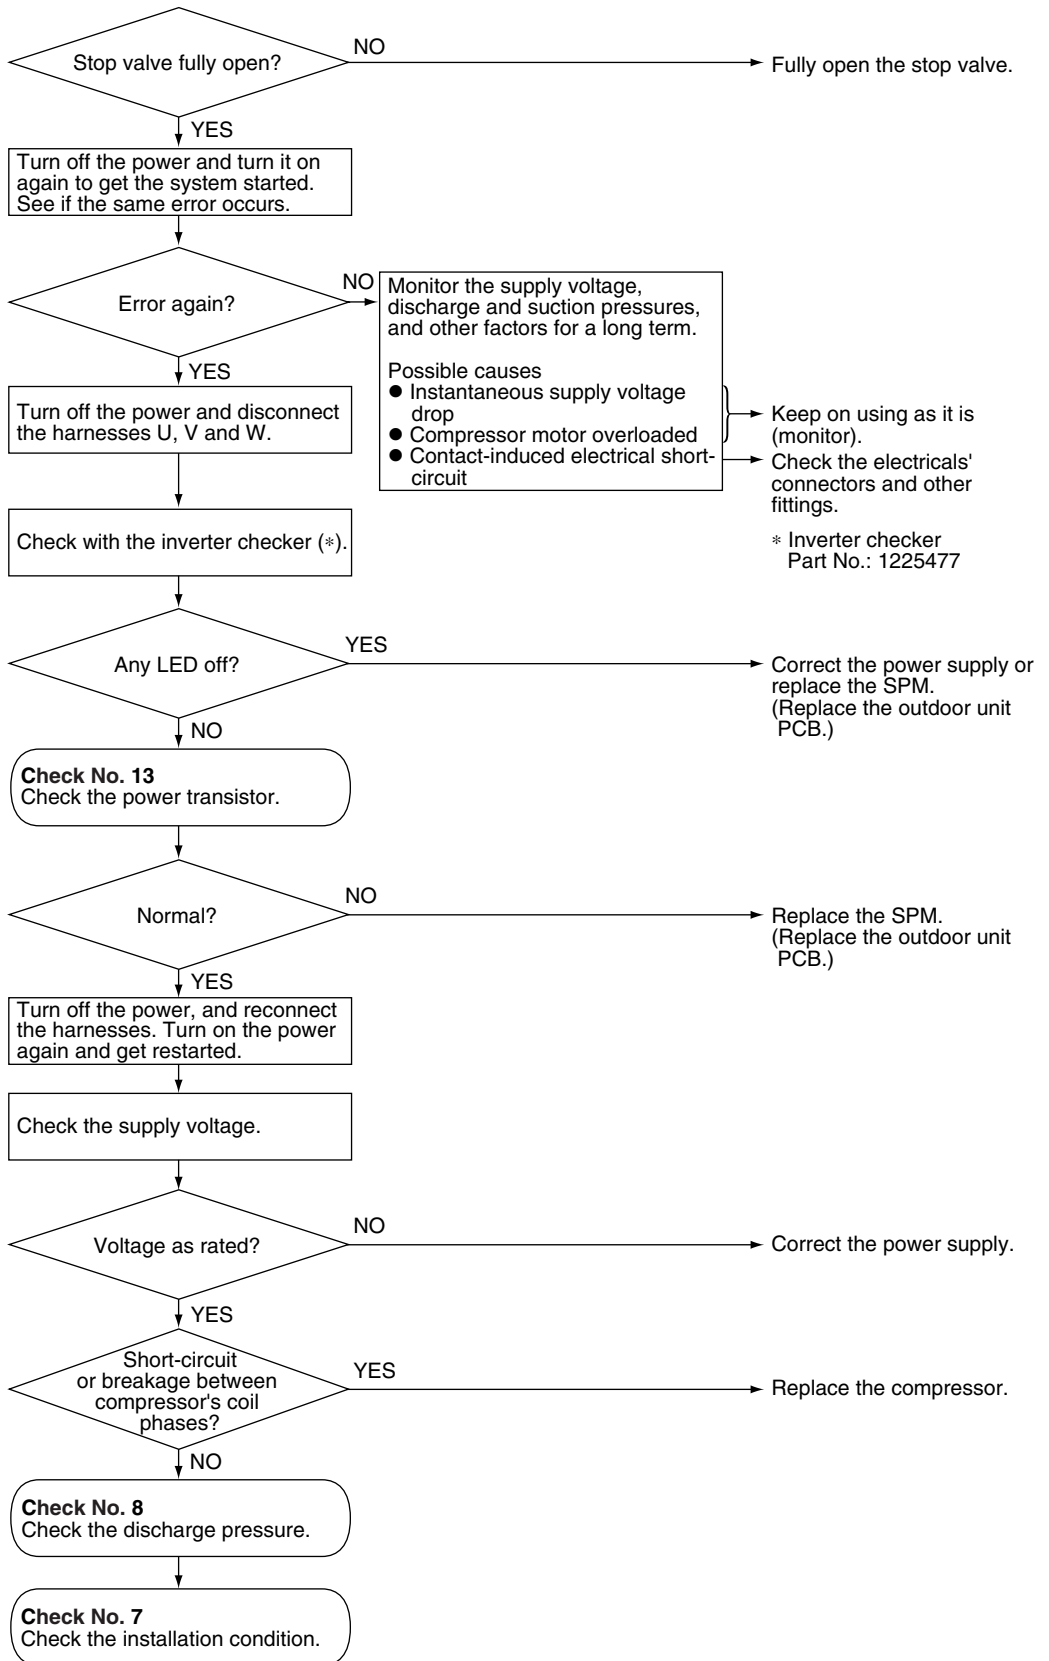 Stop valve fully open?
NO
Fully open the stop valve.
YES
Turn off the power and turn it on
again to get the system started.
See if the same error occurs.
Error again?
NO
Monitor the supply voltage,
discharge and suction pressures,
and other factors for a long term.
Possible causes
● Instantaneous supply voltage
drop
● Compressor motor overloaded
● Contact-induced electrical short-
circuit
Keep on using as it is
(monitor).
Check the electricals'
connectors and other
fittings.
* Inverter checker
Part No.: 1225477
YES
Turn off the power and disconnect
the harnesses U, V and W.
Check with the inverter checker (*).
Any LED off?
YES
Correct the power supply or
replace the SPM.
(Replace the outdoor unit
PCB.)
NO
Check No. 13
Check the power transistor.
Normal?
NO
Replace the SPM.
(Replace the outdoor unit
PCB.)
YES
Turn off the power, and reconnect
the harnesses. Turn on the power
again and get restarted.
Check the supply voltage.
Voltage as rated?
NO
Correct the power supply.
YES
Short-circuit
or breakage between
compressor's coil
phases?
YES
Replace the compressor.
NO
Check No. 8
Check the discharge pressure.
Check No. 7
Check the installation condition.